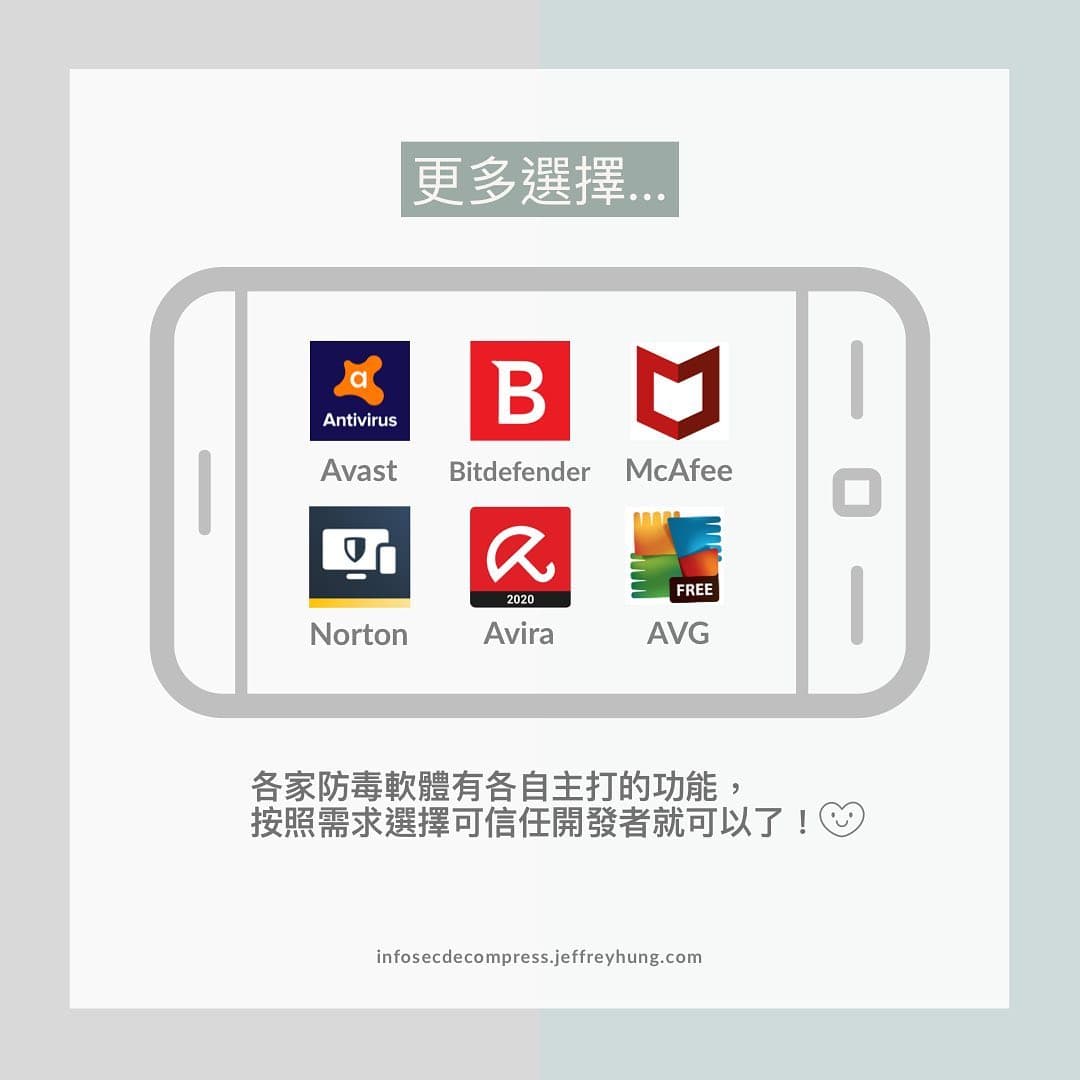 更多選擇...
a
Antivirus
B
Avast Bitdefender McAfee
2020
FREE
Norton Avira AVG
各家防毒軟體有各自主打的功能，
按照需求選擇可信任開發者就可以了！
infosecdecompress.jeffreyhung.com